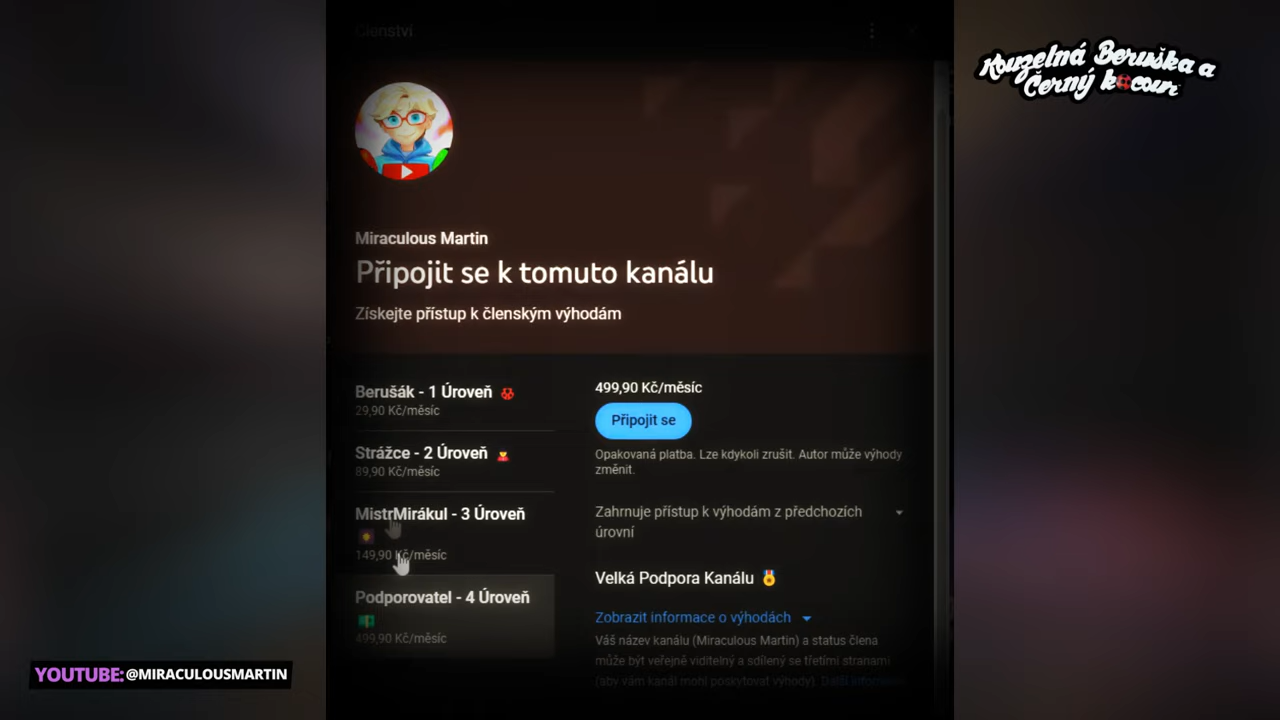 Členství
Kouzelná Beruška a
Černý kocour
Miraculous Martin
Připojit se k tomuto kanálu
Získejte přístup k členským výhodám
Berušák - 1 Úroveň
29,90 Kč/měsíc
Strážce - 2 Úroveň
89,90 Kč/měsíc
MistrMirákul - 3 Úroveň
149,90 Kč/měsíc
Podporovatel - 4 Úroveň
499,90 Kč/měsíc
499,90 Kč/měsíc
Připojit se
Opakovaná platba. Lze kdykoli zrušit. Autor může výhody
změnit.
Zahrnuje přístup k výhodám z předchozích
úrovní
Velká Podpora Kanálu
Zobrazit informace o výhodách
Váš název kanálu (Miraculous Martin) a status člena
může být veřejně viditelný a sdílený se třetími stranami
(aby vám kanál mohl poskytovat výhody). Další informace
YOUTUBE: @MIRACULOUSMARTIN